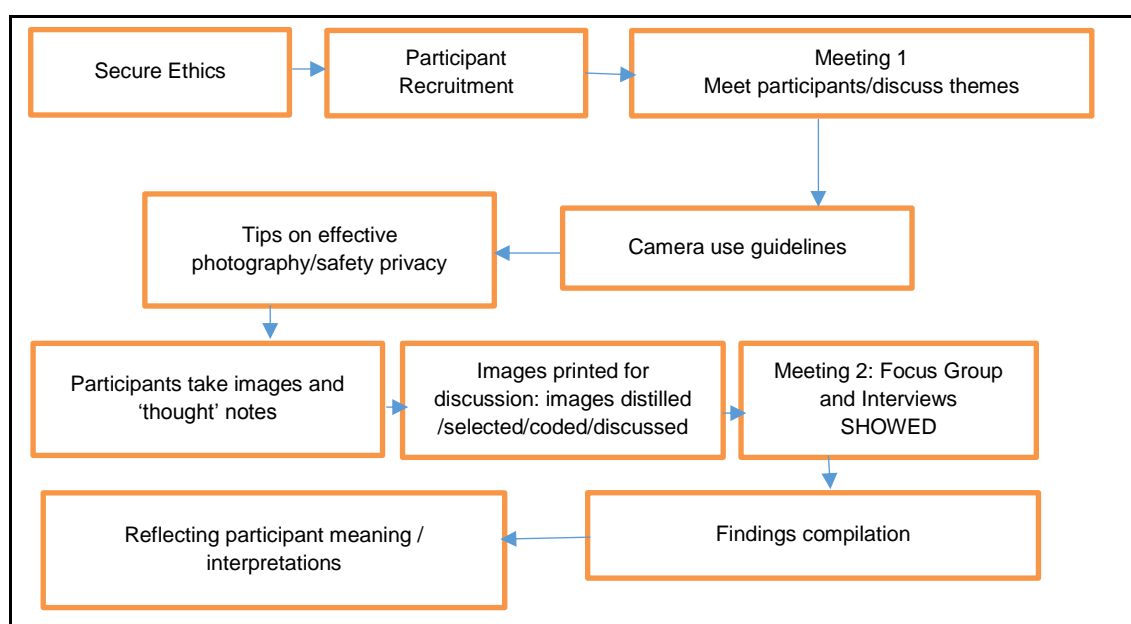 Secure Ethics
Participant
Recruitment
Meeting 1
Meet participants/discuss themes
Camera use guidelines
Tips on effective
photography/safety privacy
Participants take images and
‘thought’ notes
Images printed for
discussion: images distilled
/selected/coded/discussed
Meeting 2: Focus Group
and Interviews
SHOWED
Findings compilation
Reflecting participant meaning /
interpretations